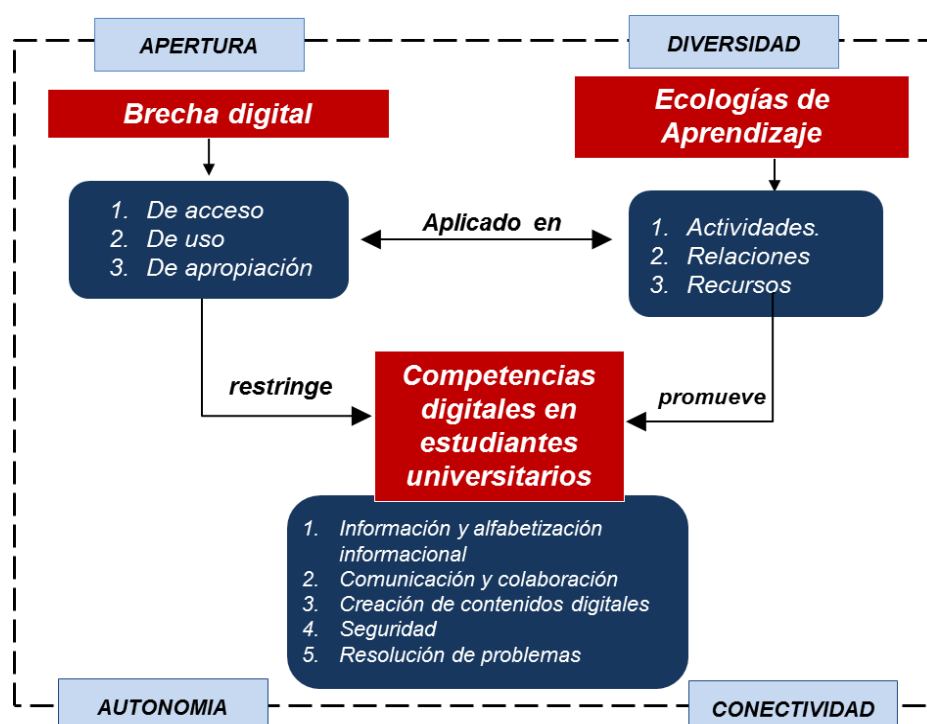 APERTURA
DIVERSIDAD
Brecha digital
Ecologías de
Aprendizaje
1. De acceso
2. De uso
3. De apropiación
Aplicado en
1. Actividades.
2. Relaciones
3. Recursos
restringe
Competencias
digitales en
estudiantes
universitarios
promueve
1. Información y alfabetización
informacional
2. Comunicación y colaboración
3. Creación de contenidos digitales
4. Seguridad
5. Resolución de problemas
AUTONOMIA
CONECTIVIDAD